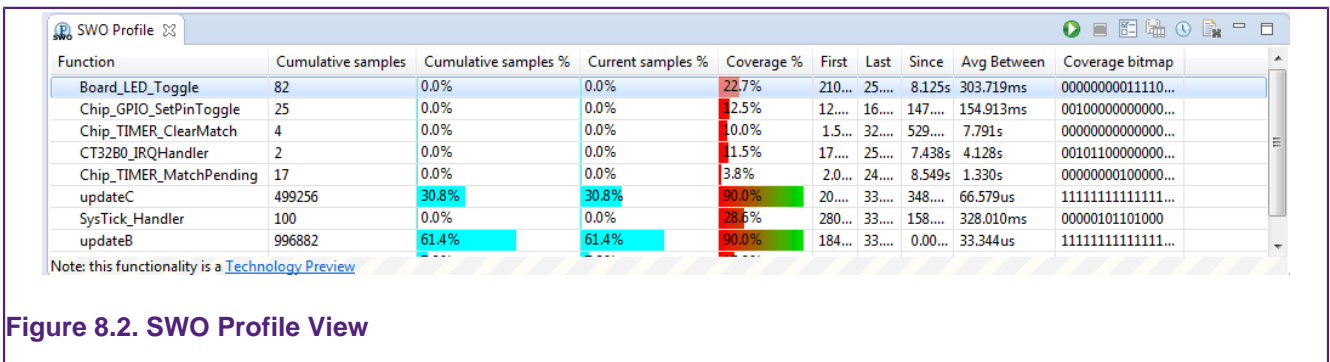 SWO Profile
Function Cumulative samples Cumulative samples % Current samples % Coverage % First Last Since Avg Between Coverage bitmap
Board_LED_Toggle 82 0.0% 0.0% 22.7% 210... 25.... 8.125s 303.719ms 00000000011110...
Chip_GPIO_SetPinToggle 25 0.0% 0.0% 12.5% 12.... 16.... 147.... 154.913ms 00100000000000...
Chip_TIMER_ClearMatch 4 0.0% 0.0% 10.0% 1.5... 32.... 529.... 7.791s 00000000000000...
CT32B0_IRQHandler 2 0.0% 0.0% 11.5% 17.... 25.... 7.438s 4.128s 00101100000000...
Chip_TIMER_MatchPending 17 0.0% 0.0% 3.8% 2.0... 24.... 8.549s 1.330s 00000000100000...
updateC 499256 30.8% 30.8% 90.0% 20.... 33.... 348.... 66.579us 11111111111111...
SysTick_Handler 100 0.0% 0.0% 28.6% 280... 33.... 158.... 328.010ms 00000101101000
updateB 996882 61.4% 61.4% 90.0% 184... 33.... 0.00... 33.344us 11111111111111...
Note: this functionality is a Technology Preview
Figure 8.2. SWO Profile View